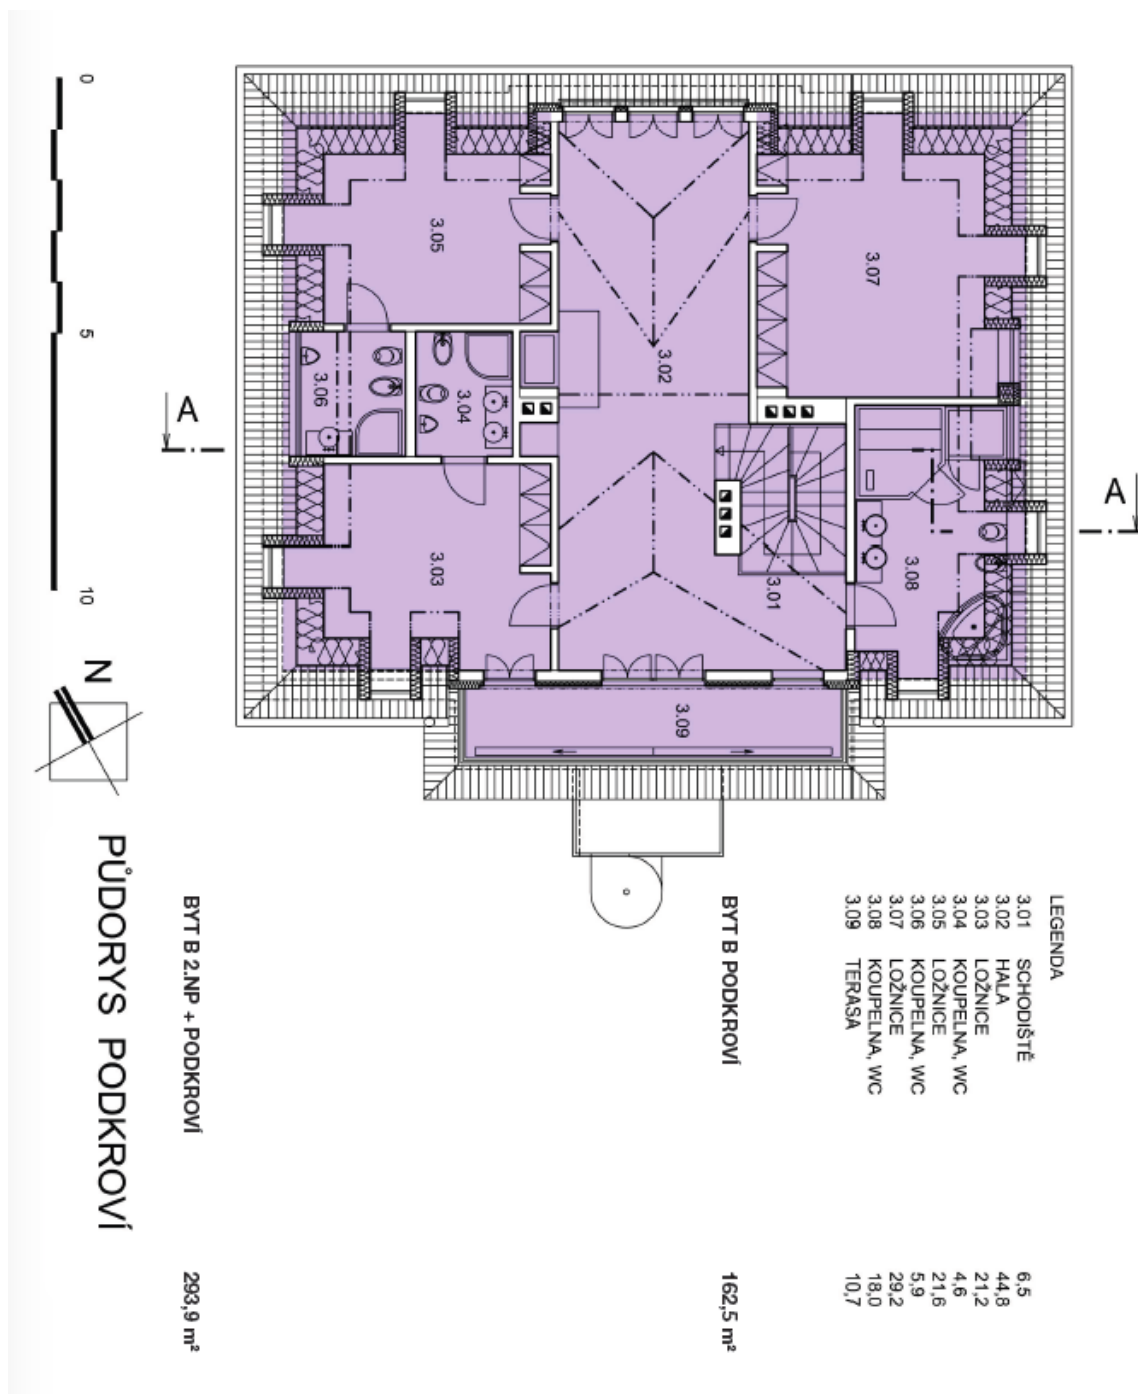 LEGENDA
3.01 SCHODIŠTĚ 6,5
3.02 HALA 44,8
3.03 LOŽNICE 21,2
3.04 KOUPELNA, WC 4,6
3.05 LOŽNICE 21,6
3.06 KOUPELNA, WC 5,9
3.07 LOŽNICE 29,2
3.08 KOUPELNA, WC 18,0
3.09 TERASA 10,7
BYT B PODKROVÍ 162,5 m²
BYT B 2.NP + PODKROVÍ 293,9 m²
PŮDORYS PODKROVÍ
0
5
10
N
A
A
3.05
3.07
3.02
3.06
3.04
3.03
3.01
3.08
3.09